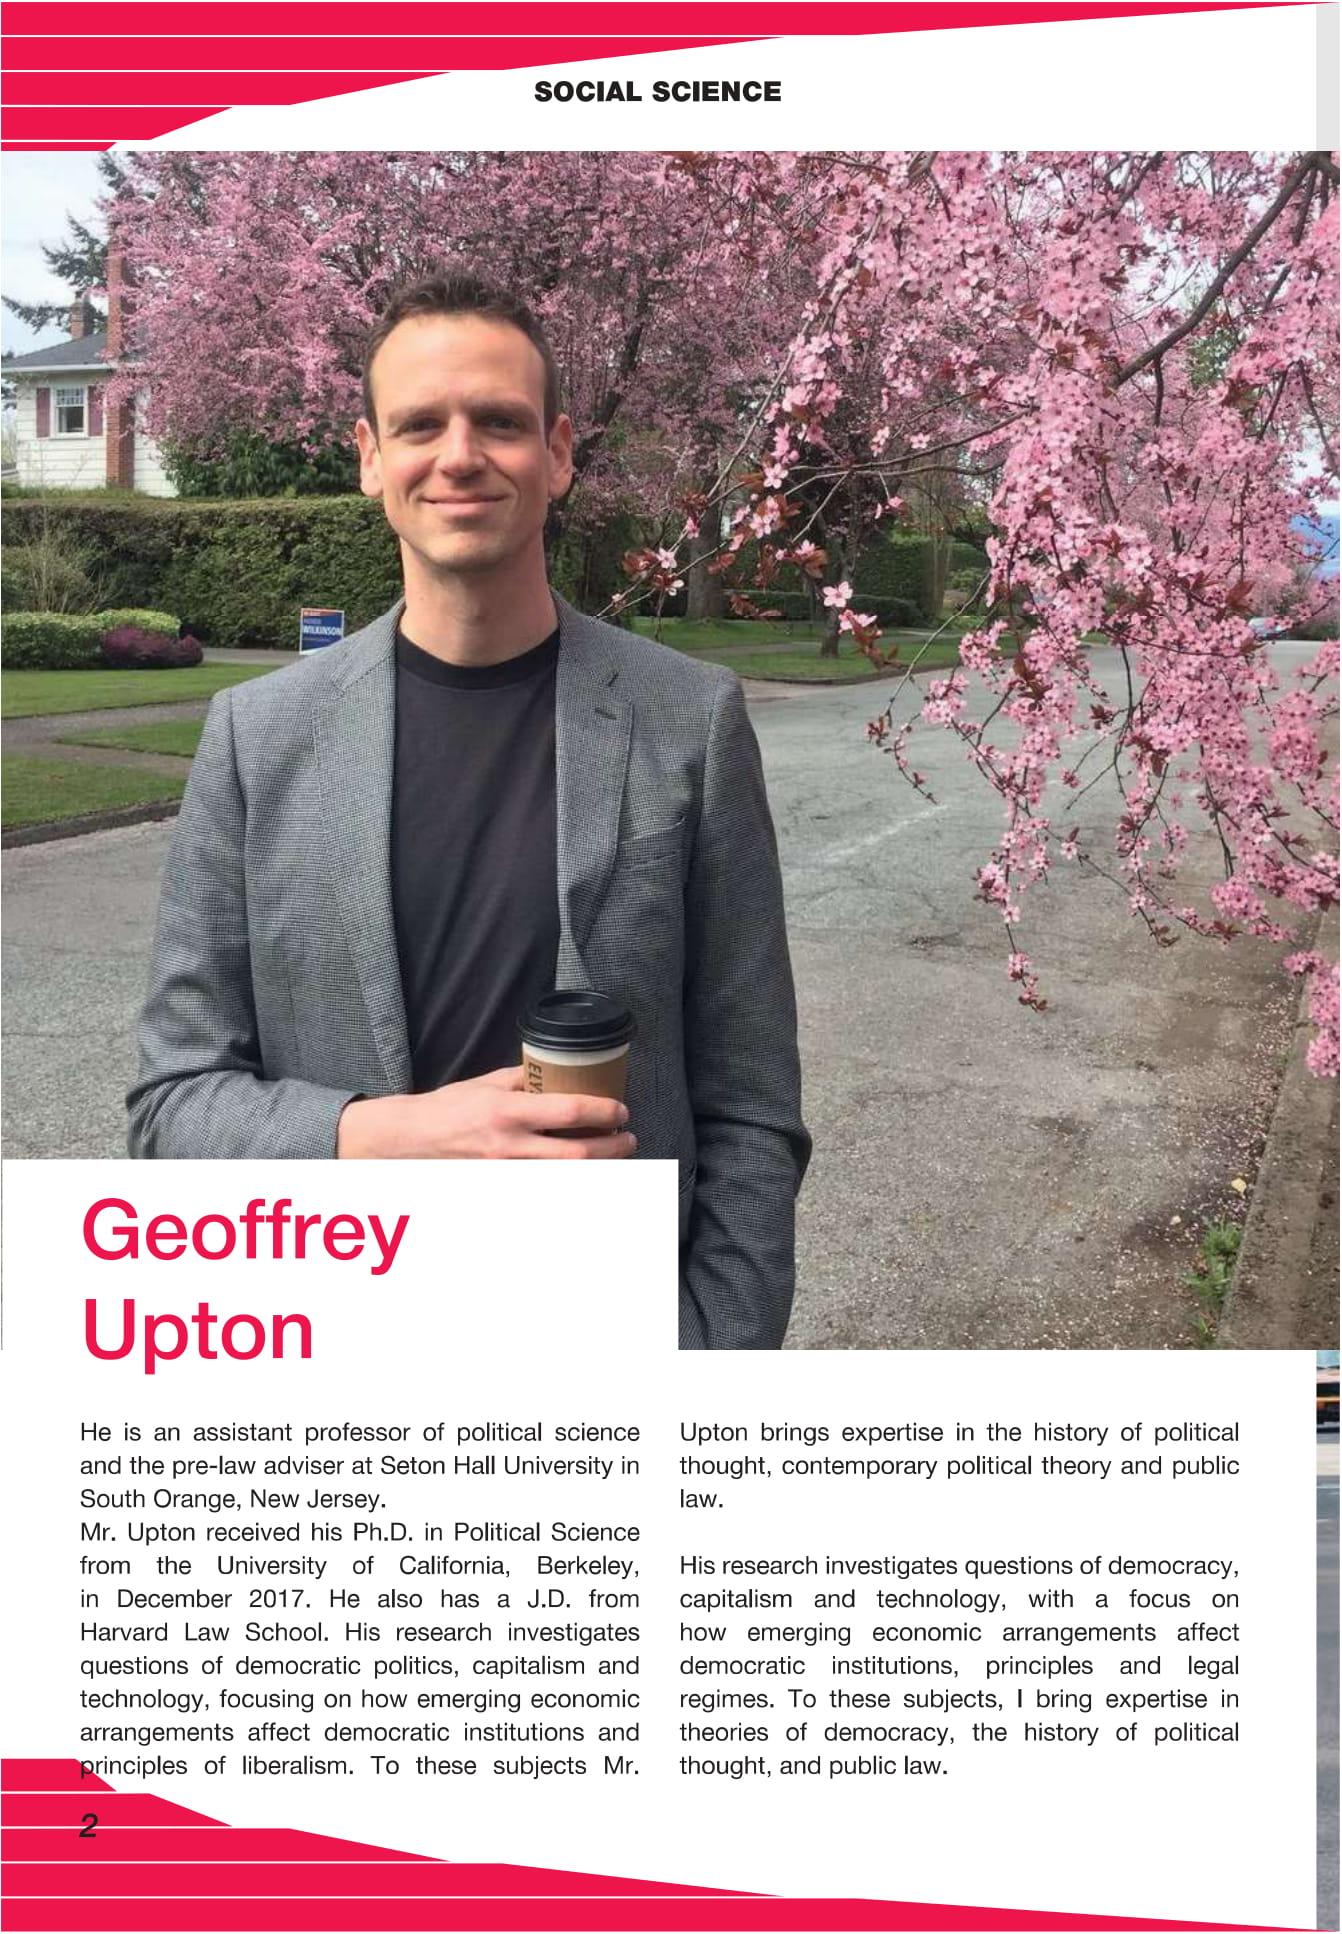 SOCIAL SCIENCE
WILKINSON
ELY
Geoffrey
Upton
He is an assistant professor of political science
and the pre-law adviser at Seton Hall University in
South Orange, New Jersey.
Mr. Upton received his Ph.D. in Political Science
from the University of California, Berkeley,
in December 2017. He also has a J.D. from
Harvard Law School. His research investigates
questions of democratic politics, capitalism and
technology, focusing on how emerging economic
arrangements affect democratic institutions and
principles of liberalism. To these subjects Mr.
Upton brings expertise in the history of political
thought, contemporary political theory and public
law.
His research investigates questions of democracy,
capitalism and technology, with a focus on
how emerging economic arrangements affect
democratic institutions, principles and legal
regimes. To these subjects, I bring expertise in
theories of democracy, the history of political
thought, and public law.
2